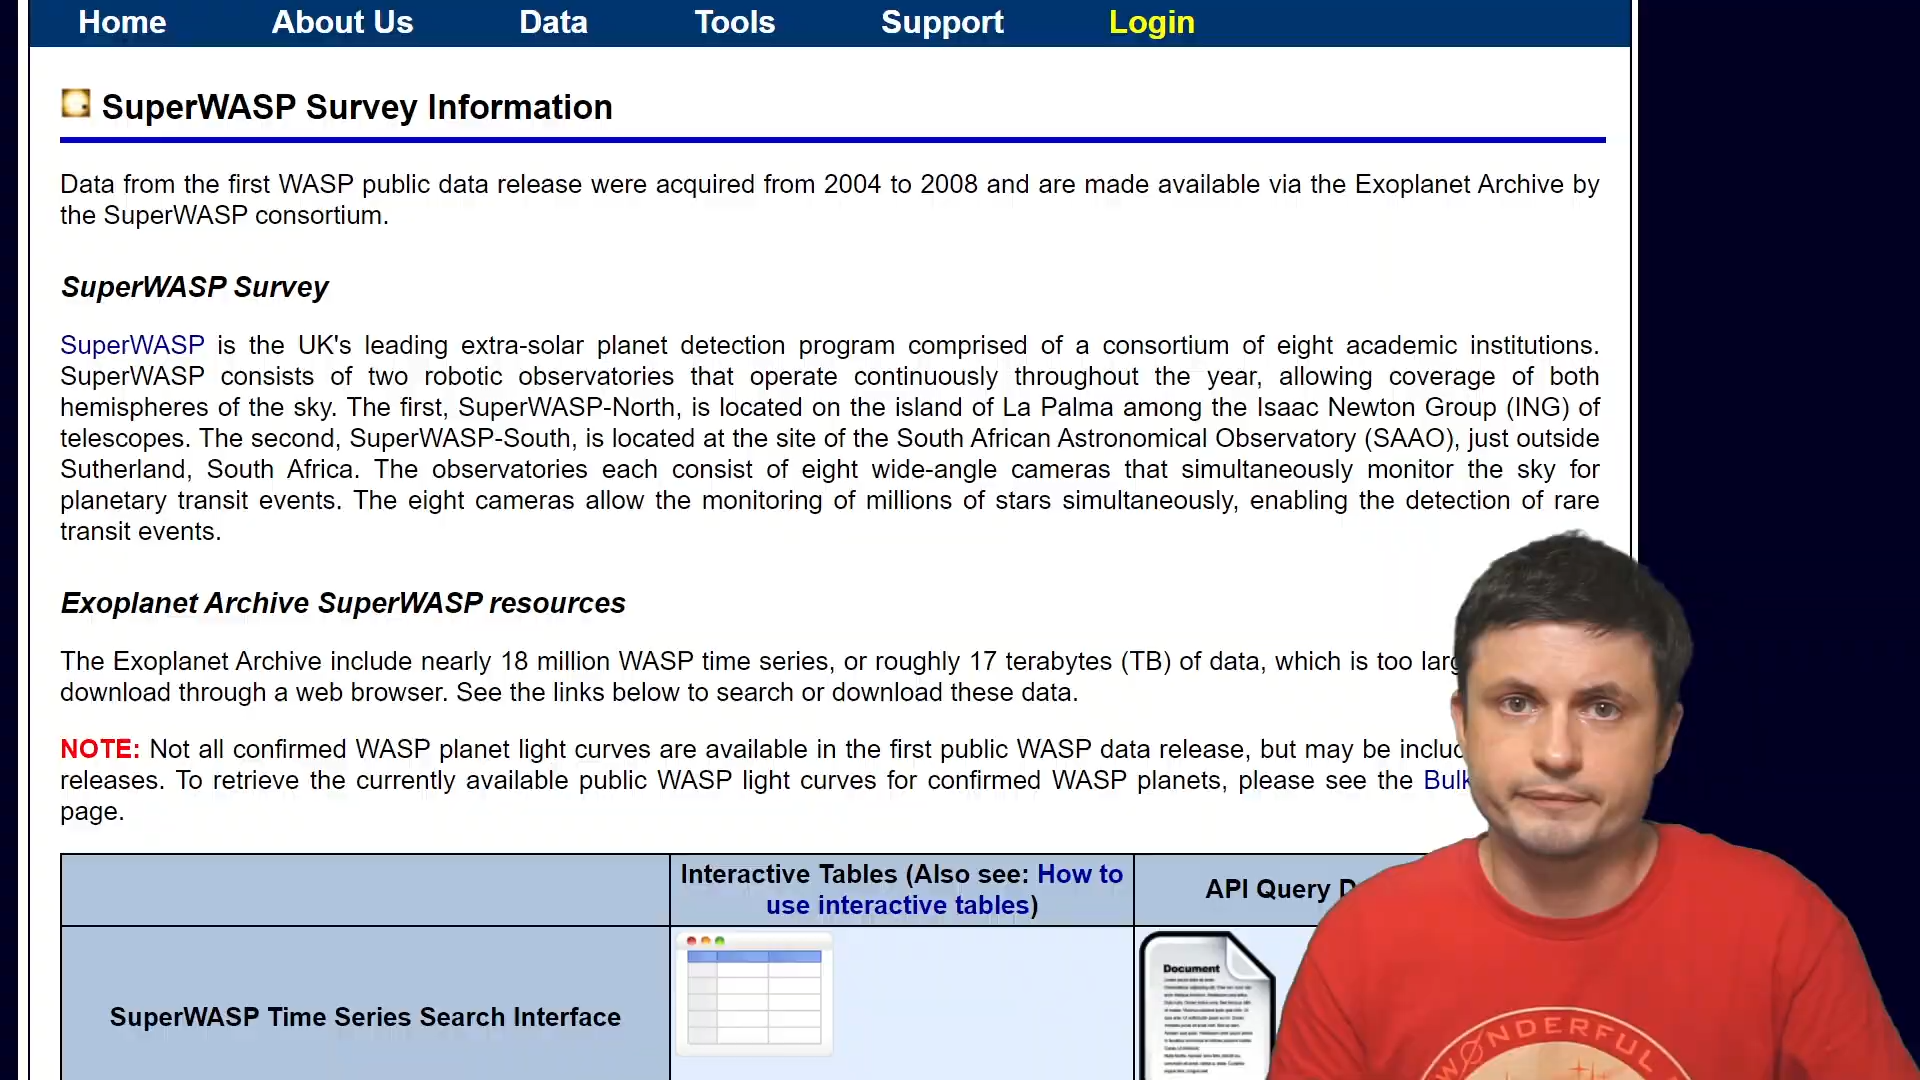 Home About Us Data Tools Support Login
SuperWASP Survey Information
Data from the first WASP public data release were acquired from 2004 to 2008 and are made available via the Exoplanet Archive by
the SuperWASP consortium.
SuperWASP Survey
SuperWASP is the UK's leading extra-solar planet detection program comprised of a consortium of eight academic institutions.
SuperWASP consists of two robotic observatories that operate continuously throughout the year, allowing coverage of both
hemispheres of the sky. The first, SuperWASP-North, is located on the island of La Palma among the Isaac Newton Group (ING) of
telescopes. The second, SuperWASP-South, is located at the site of the South African Astronomical Observatory (SAAO), just outside
Sutherland, South Africa. The observatories each consist of eight wide-angle cameras that simultaneously monitor the sky for
planetary transit events. The eight cameras allow the monitoring of millions of stars simultaneously, enabling the detection of rare
transit events.
Exoplanet Archive SuperWASP resources
The Exoplanet Archive include nearly 18 million WASP time series, or roughly 17 terabytes (TB) of data, which is too
download through a web browser. See the links below to search or download these data.
NOTE: Not all confirmed WASP planet light curves are available in the first public WASP data release, but may be
releases. To retrieve the currently available public WASP light curves for confirmed WASP planets, please see the Bulk
page.
Interactive Tables (Also see: How to
use interactive tables)
API Query
SuperWASP Time Series Search Interface
Document
WONDERFUL